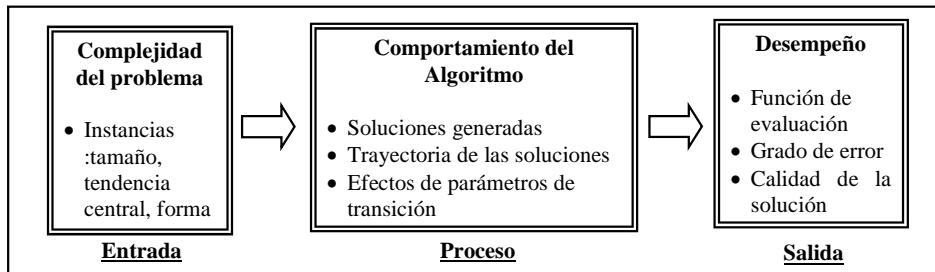 Complejidad
del problema
• Instancias
:tamaño,
tendencia
central, forma
Entrada
Comportamiento del
Algoritmo
• Soluciones generadas
• Trayectoria de las soluciones
• Efectos de parámetros de
transición
Proceso
Desempeño
• Función de
evaluación
• Grado de error
• Calidad de la
solución
Salida